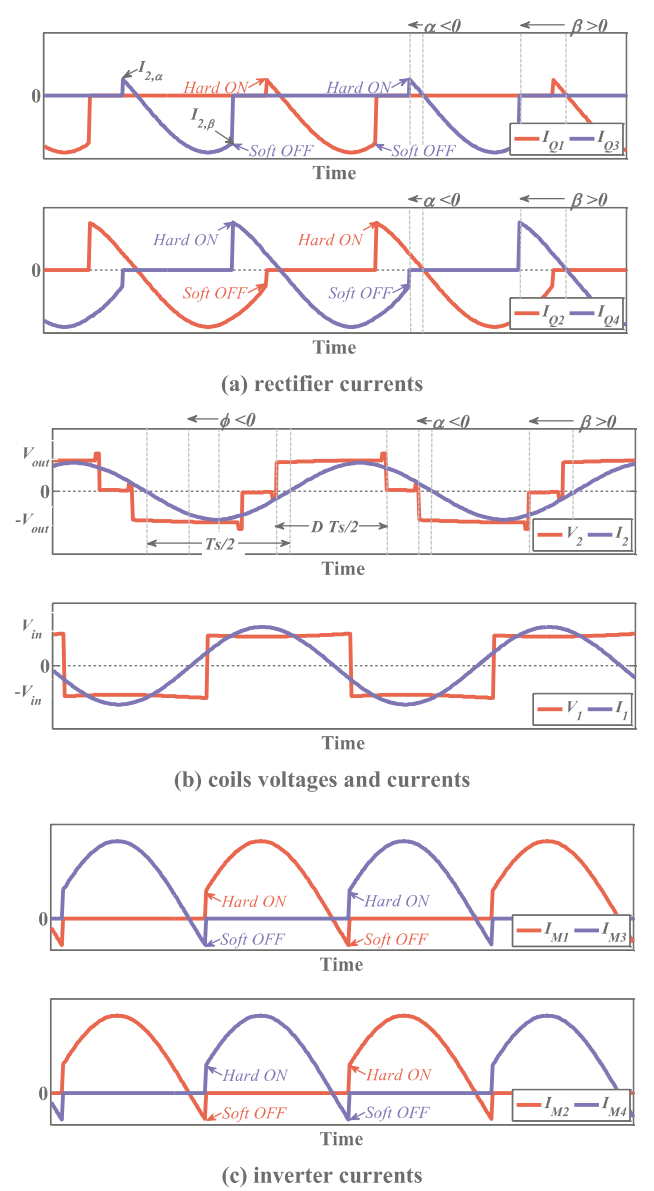 α<0 β>0
I2,α
Hard ON Hard ON
0
I2,β
Soft OFF Soft OFF
IQ1 IQ3
Time
α<0 β>0
Hard ON Hard ON
0
Soft OFF Soft OFF
IQ2 IQ4
Time
(a) rectifier currents
ϕ<0 α<0 β>0
Vout
0
-Vout
Ts/2 D Ts/2
V2 I2
Time
Vin
0
-Vin
V1 I1
Time
(b) coils voltages and currents
Hard ON Hard ON
0
Soft OFF Soft OFF
IM1 IM3
Time
Hard ON Hard ON
0
Soft OFF Soft OFF
IM2 IM4
Time
(c) inverter currents